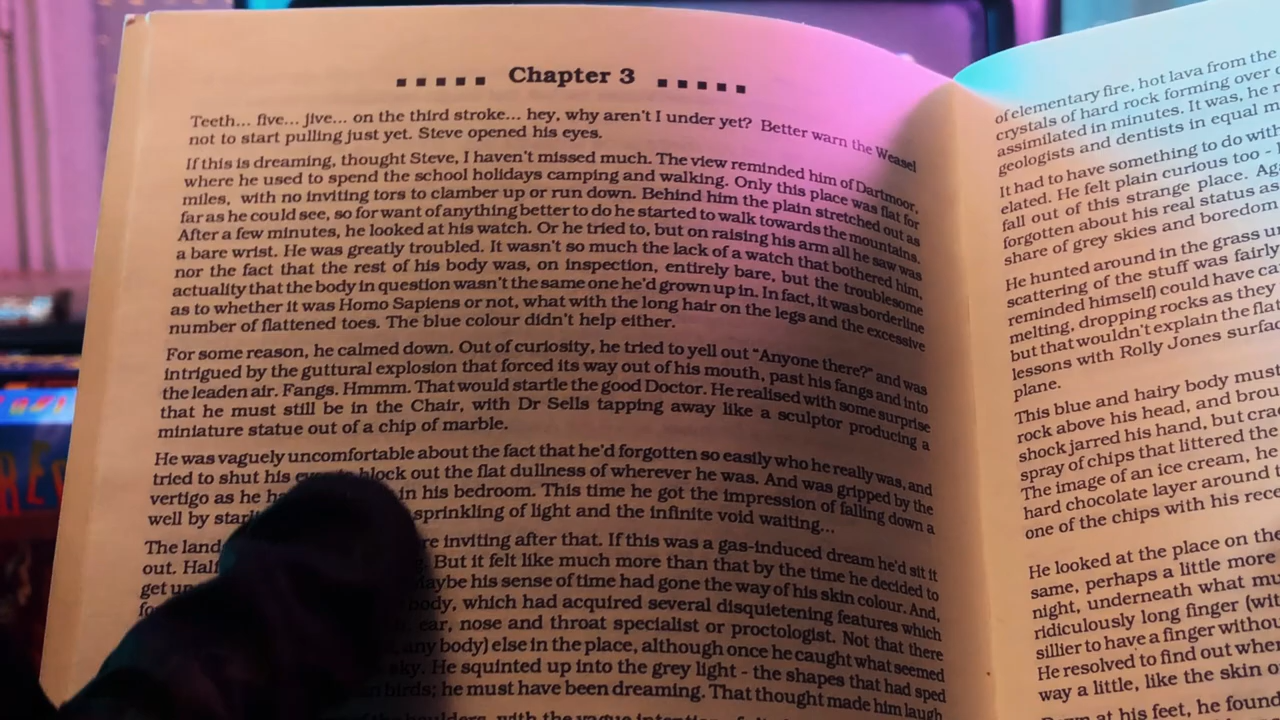 Chapter 3
Teeth... five... jive... on the third stroke... hey, why aren't I under yet? Better warn the Weasel
not to start pulling just yet. Steve opened his eyes.
If this is dreaming, thought Steve, I haven't missed much. The view reminded him of Dartmoor,
where he used to spend the school holidays camping and walking. Only this place was flat for
miles, with no inviting tors to clamber up or run down. Behind him the plain stretched out as
far as he could see, so for want of anything better to do he started to walk towards the mountains.
After a few minutes, he looked at his watch. Or he tried to, but on raising his arm all he saw was
a bare wrist. He was greatly troubled. It wasn't so much the lack of a watch that bothered him,
nor the fact that the rest of his body was, on inspection, entirely bare, but the troublesome
actuality that the body in question wasn't the same one he'd grown up in. In fact, it was borderline
as to whether it was Homo Sapiens or not, what with the long hair on the legs and the excessive
number of flattened toes. The blue colour didn't help either.
For some reason, he calmed down. Out of curiosity, he tried to yell out "Anyone there?" and was
intrigued by the guttural explosion that forced its way out of his mouth, past his fangs and into
the leaden air. Fangs. Hmmm. That would startle the good Doctor. He realised with some surprise
that he must still be in the Chair, with Dr Sells tapping away like a sculptor producing a
miniature statue out of a chip of marble.
He was vaguely uncomfortable about the fact that he'd forgotten so easily who he really was, and
tried to shut his block out the flat dullness of wherever he was. And was gripped by the
vertigo as he in his bedroom. This time he got the impression of falling down a
well by sprinkling of light and the infinite void waiting...
The land inviting after that. If this was a gas-induced dream he'd sit it
out. But it felt like much more than that by the time he decided to
get Maybe his sense of time had gone the way of his skin colour. And,
body, which had acquired several disquietening features which
ear, nose and throat specialist or proctologist. Not that there
any body) else in the place, although once he caught what seemed
sky. He squinted up into the grey light - the shapes that had sped
birds; he must have been dreaming. That thought made him laugh
shoulders, with the vague
of elementary fire, hot lava from the
crystals of hard rock forming over
assimilated in minutes. It was, he
geologists and dentists in equal
It had to have something to do with
elated. He felt plain curious too -
fall out of this strange place.
forgotten about his real status as
share of grey skies and boredom
He hunted around in the grass
scattering of the stuff was fairly
reminded himself) could have
melting, dropping rocks as they
but that wouldn't explain the
lessons with Rolly Jones
plane.
This blue and hairy body must
rock above his head, and
shock jarred his hand, but
spray of chips that littered the
The image of an ice cream, he
hard chocolate layer around
one of the chips with his
He looked at the place on the
same, perhaps a little more
night, underneath what
ridiculously long finger
sillier to have a finger
He resolved to find out
way a little, like the skin
at his feet, he found